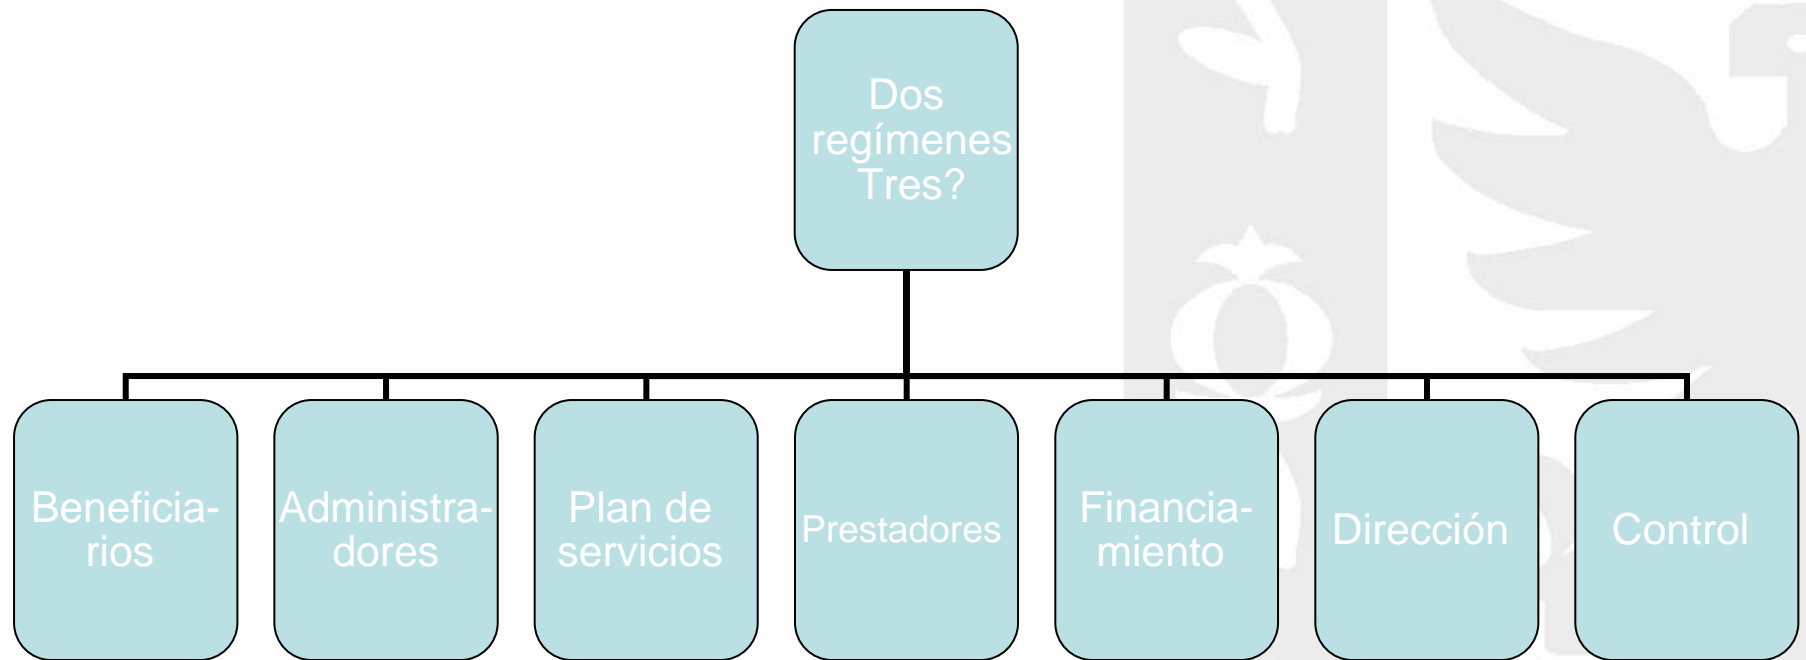 Dos
regímenes
Tres?
Beneficia-
rios
Administra-
dores
Plan de
servicios
Prestadores
Financia-
miento
Dirección
Control